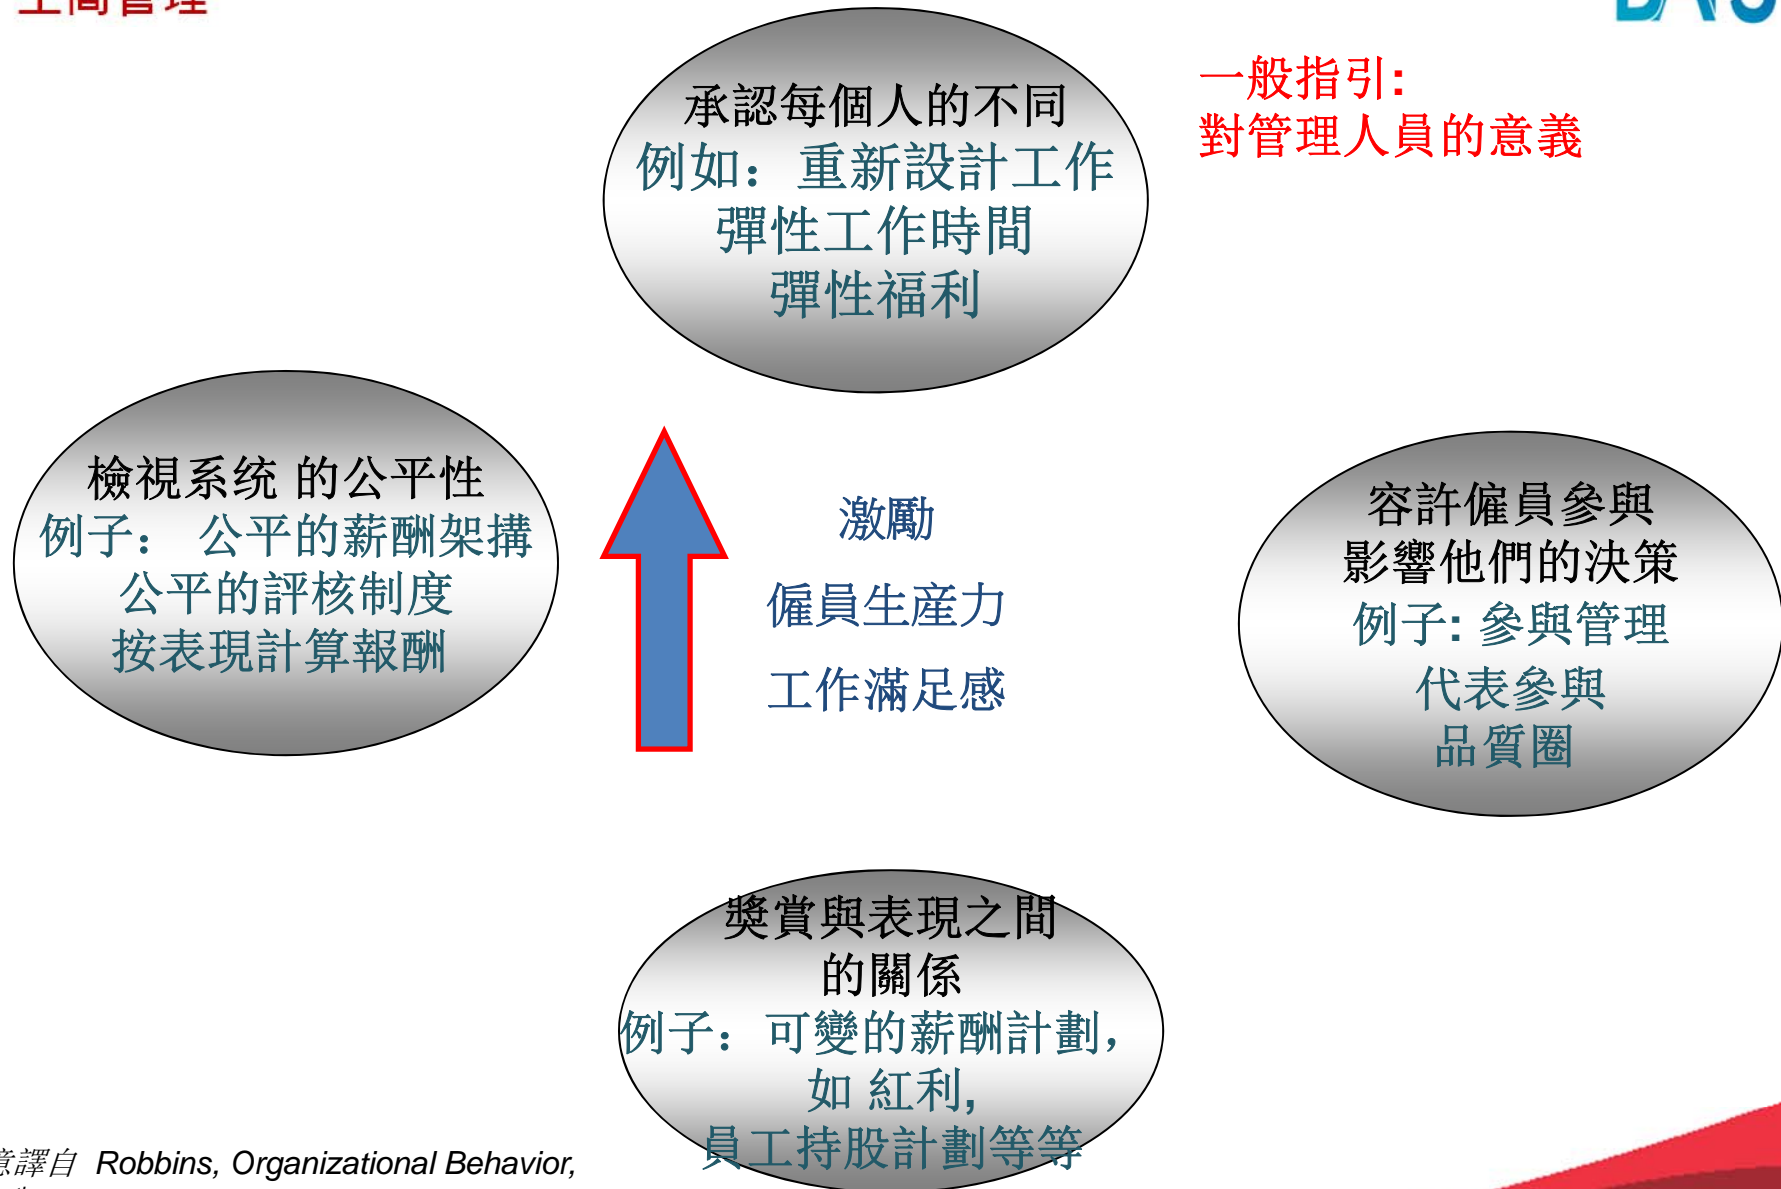 工商管理
一般指引:
對管理人員的意義
承認每個人的不同
例如：重新設計工作
彈性工作時間
彈性福利
檢視系统 的公平性
例子： 公平的薪酬架搆
公平的評核制度
按表現計算報酬
激勵
僱員生産力
工作滿足感
容許僱員參與
影響他們的決策
例子: 參與管理
代表參與
品質圈
獎賞與表現之間
的關係
例子：可變的薪酬計劃，
如 紅利,
員工持股計劃等等
意譯自 Robbins, Organizational Behavior,